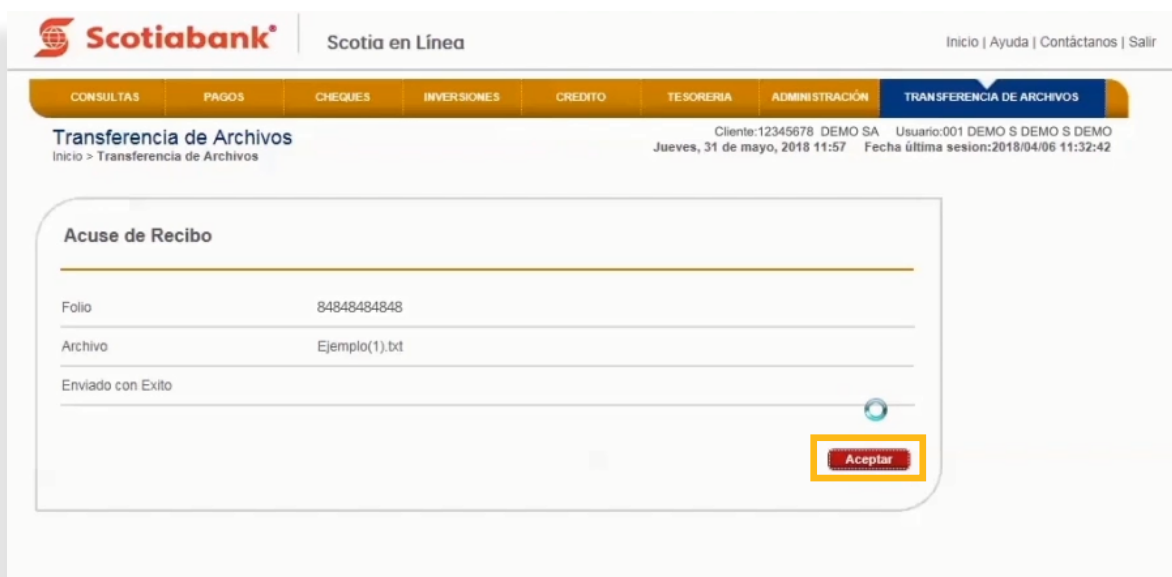 Scotiabank® Scotia en Línea Inicio | Ayuda | Contáctanos | Salir
CONSULTAS PAGOS CHEQUES INVERSIONES CREDITO TESORERIA ADMINISTRACIÓN TRANSFERENCIA DE ARCHIVOS
Transferencia de Archivos Cliente:12345678 DEMO SA Usuario:001 DEMO S DEMO S DEMO
Inicio > Transferencia de Archivos Jueves, 31 de mayo, 2018 11:57 Fecha última sesion:2018/04/06 11:32:42
Acuse de Recibo
Folio 84848484848
Archivo Ejemplo(1).txt
Enviado con Exito
Aceptar